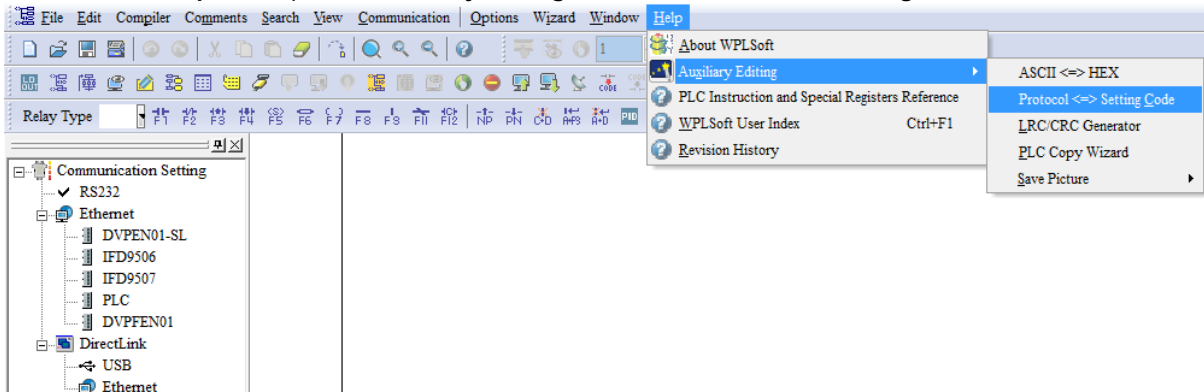 File Edit Compiler Comments Search View Communication Options Wizard Window Help
1
Relay Type
F1 F2 F3 F4 F5 F6 F7 F8 F9 F11 F12 NP PN C•D
PID
About WPLSoft
Auxiliary Editing
PLC Instruction and Special Registers Reference
WPLSoft User Index Ctrl+F1
Revision History
ASCII <=> HEX
Protocol <=> Setting Code
LRC/CRC Generator
PLC Copy Wizard
Save Picture
Communication Setting
RS232
Ethernet
DVPEN01-SL
IFD9506
IFD9507
PLC
DVPFEN01
DirectLink
USB
Ethernet